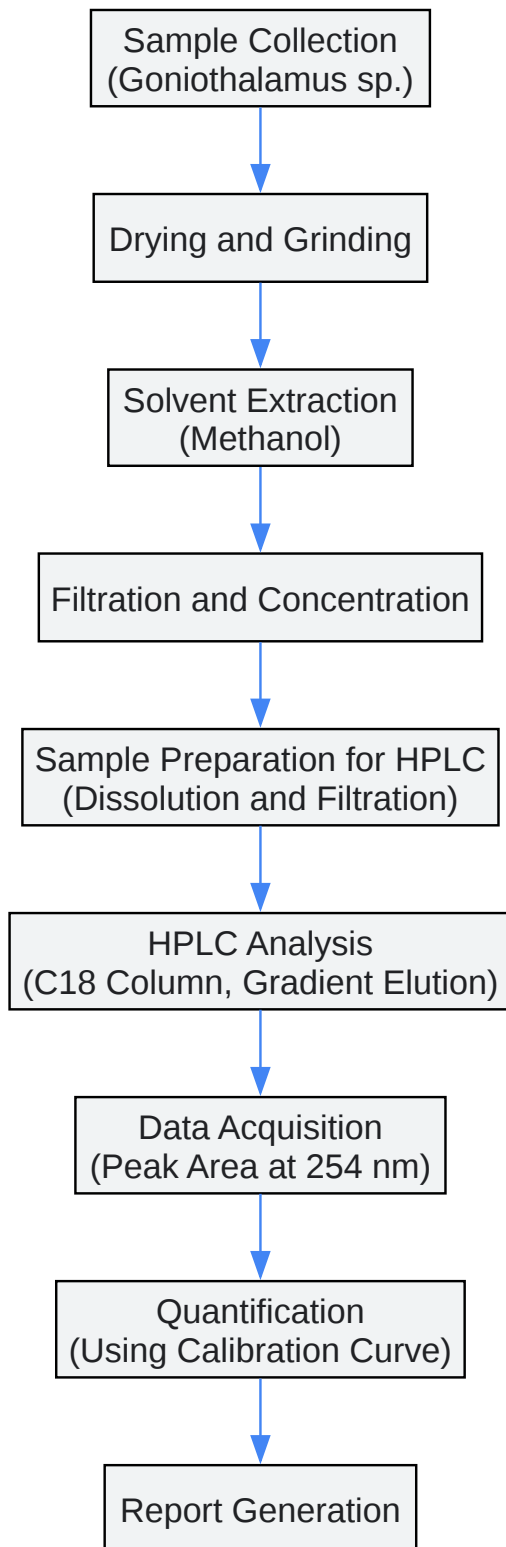 Sample Collection
(Goniothalamus sp.)
Drying and Grinding
Solvent Extraction
(Methanol)
Filtration and Concentration
Sample Preparation for HPLC
(Dissolution and Filtration)
HPLC Analysis
(C18 Column, Gradient Elution)
Data Acquisition
(Peak Area at 254 nm)
Quantification
(Using Calibration Curve)
Report Generation